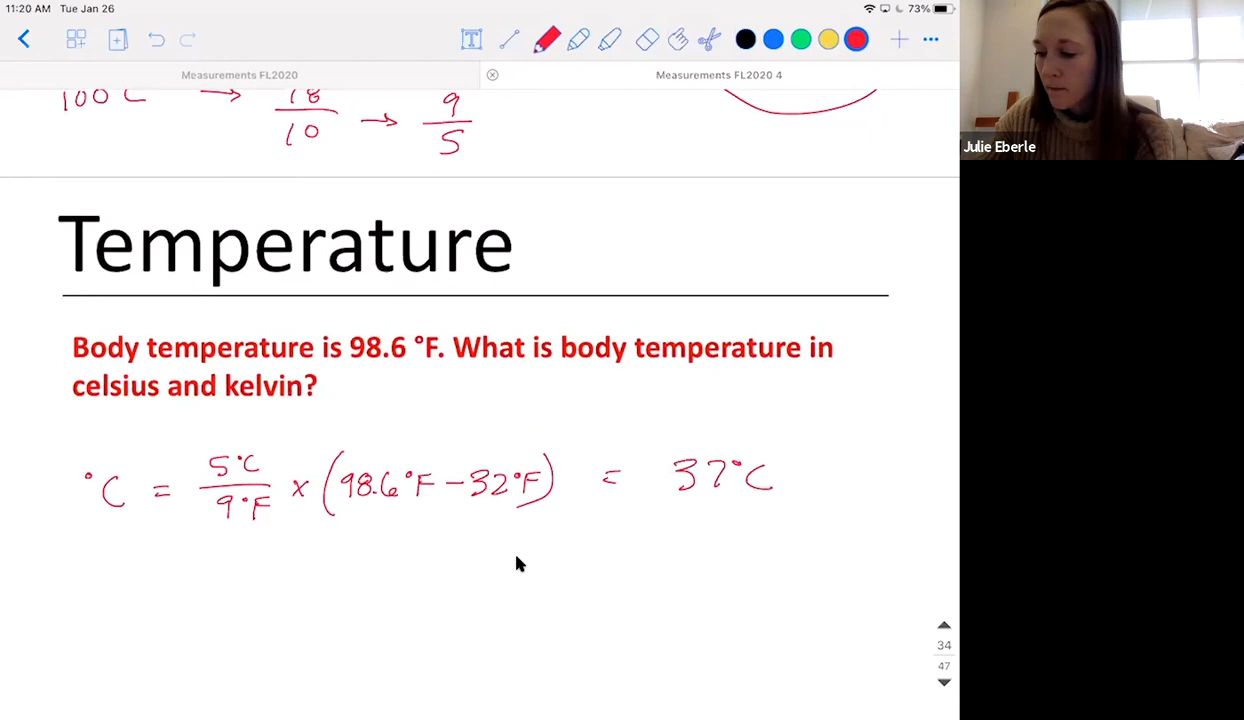 11:20 AM Tue Jan 26
73%
Measurements FL2020
Measurements FL2020 4
Julie Eberle
100 C → 18/10 → 9/5
Temperature
Body temperature is 98.6 °F. What is body temperature in
celsius and kelvin?
°C = 5°C/9°F x (98.6°F - 32°F) = 37°C
34
47